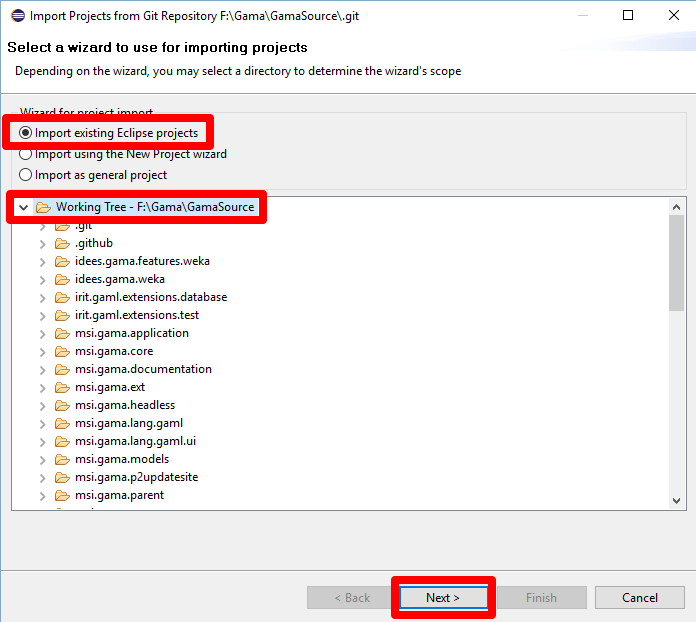 Import Projects from Git Repository F:\Gama\GamaSource\.git
Select a wizard to use for importing projects
Depending on the wizard, you may select a directory to determine the wizard's scope
Wizard for project import
Import existing Eclipse projects
Import using the New Project wizard
Import as general project
Working Tree - F:\Gama\GamaSource
.git
.github
idees.gama.features.weka
idees.gama.weka
irit.gaml.extensions.database
irit.gaml.extensions.test
msi.gama.application
msi.gama.core
msi.gama.documentation
msi.gama.ext
msi.gama.headless
msi.gama.lang.gaml
msi.gama.lang.gaml.ui
msi.gama.models
msi.gama.p2updatesite
msi.gama.parent
< Back Next > Finish Cancel